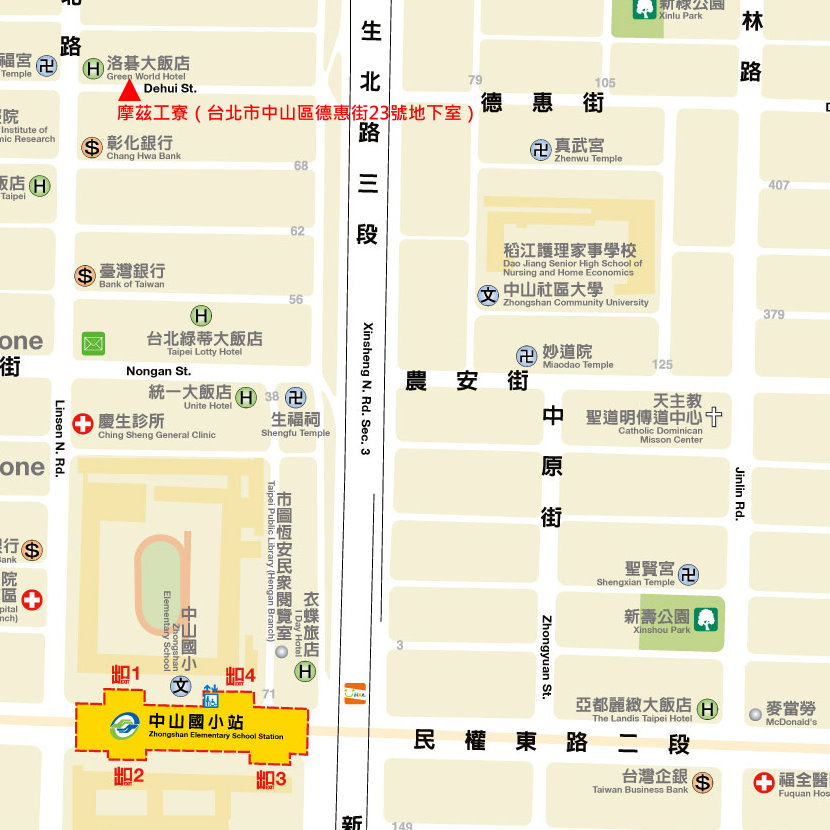 北
路
福宮
Temple
洛碁大飯店
Green World Hotel
Dehui St.
摩茲工寮(台北市中山區德惠街23號地下室)
生
北
路
三
段
新祿公園
Xinlu Park
林
路
79
105
德 惠 街
院
Institute of
mic Research
彰化銀行
Chang Hwa Bank
68
真武宮
Zhenwu Temple
飯店
Taipei
407
62
稻江護理家事學校
Dao Jiang Senior High School of
Nursing and Home Economics
臺灣銀行
Bank of Taiwan
56
中山社區大學
Zhongshan Community University
379
one
街
台北綠蒂大飯店
Taipei Lotty Hotel
Xinsheng N. Rd. Sec. 3
妙道院
Miaodao Temple
125
Nongan St.
農 安 街
統一大飯店
Unite Hotel
38
Linsen N. Rd.
慶生診所
Ching Sheng General Clinic
生福祠
Shengfu Temple
中
原
街
天主教
聖道明傳道中心
Catholic Dominican
Misson Center
one
Jinlin Rd.
市圖恆安民衆閱覽室
Taipei Public Library (Hengan Branch)
銀行
Bank
院
區
pital
nch)
聖賢宮
Shengxian Temple
衣蝶旅店
I Day Hotel
中山國小
Zhongshan
Elementary School
新壽公園
Xinshou Park
Zhongyuan St.
3
出口1
EXIT
出口4
EXIT
71
中山國小站
Zhongshan Elementary School Station
出口2
EXIT
出口3
EXIT
亞都麗緻大飯店
The Landis Taipei Hotel
麥當勞
McDonald's
民 權 東 路 二 段
台灣企銀
Taiwan Business Bank
福全醫
Fuquan Hos
新
149